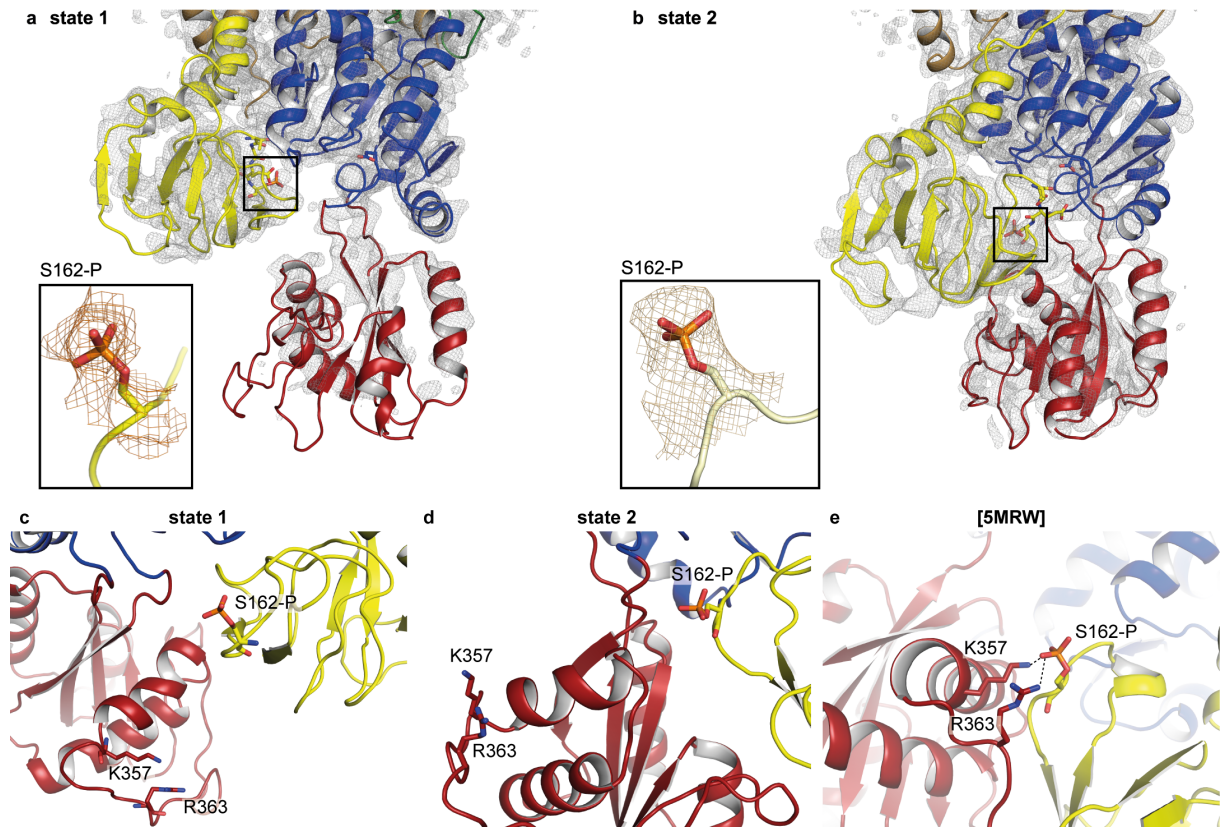 a state 1
b state 2
S162-P
S162-P
c state 1
d state 2
e [5MRW]
S162-P
K357
R363
S162-P
K357
R363
S162-P
K357
R363